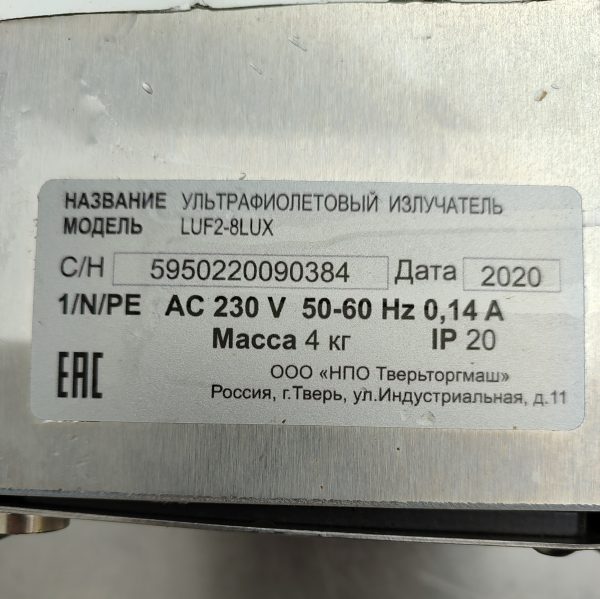 НАЗВАНИЕ УЛЬТРАФИОЛЕТОВЫЙ ИЗЛУЧАТЕЛЬ
МОДЕЛЬ LUF2-8LUX
С/Н 5950220090384 Дата 2020
1/N/PE AC 230 V 50-60 Hz 0,14 A
Масса 4 кг IP 20
ООО «НПО Тверьторгмаш»
EAC Россия, г.Тверь, ул.Индустриальная, д.11